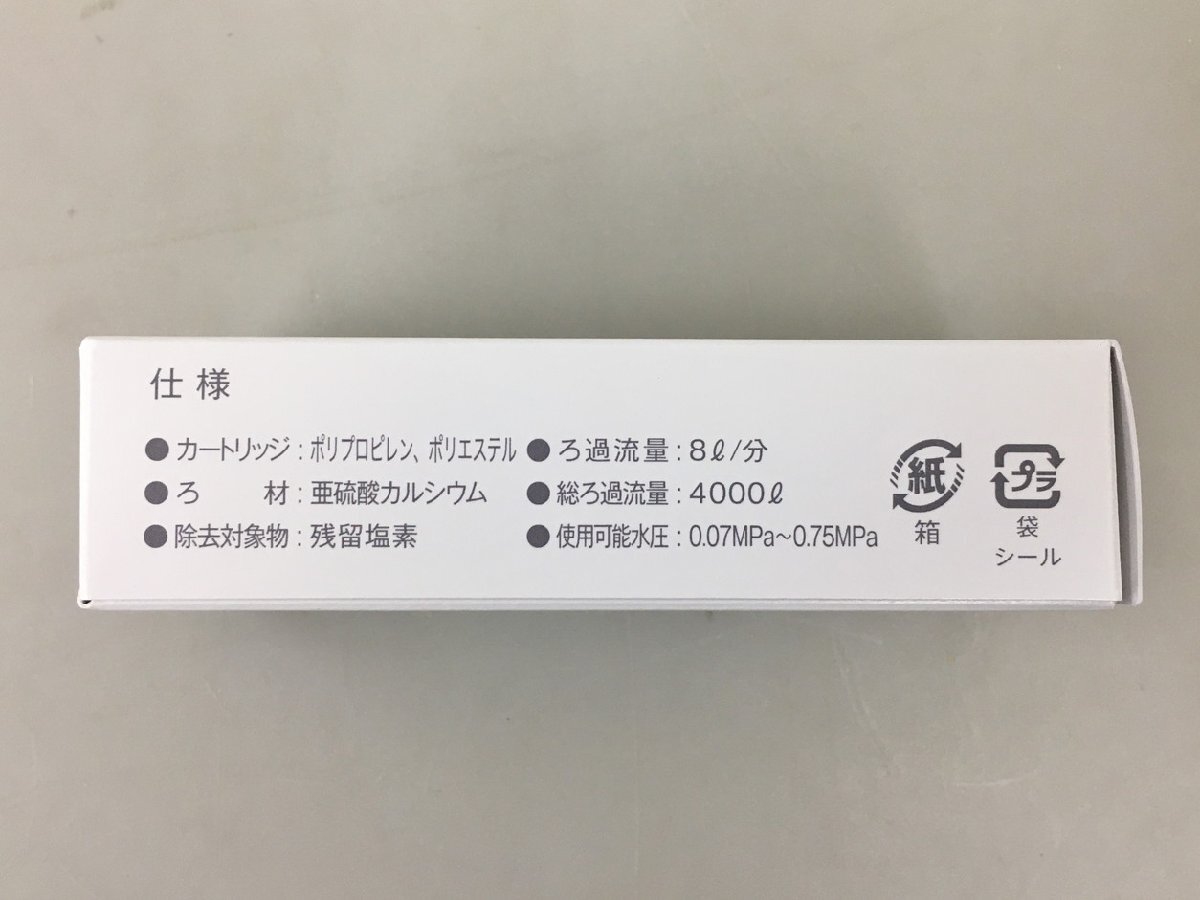 仕様
●カートリッジ：ポリプロピレン、ポリエステル
●ろ　　材：亜硫酸カルシウム
●除去対象物：残留塩素
●ろ過流量：8ℓ/分
●総ろ過流量：4000ℓ
●使用可能水圧：0.07MPa～0.75MPa
紙
箱
プラ
袋
シール